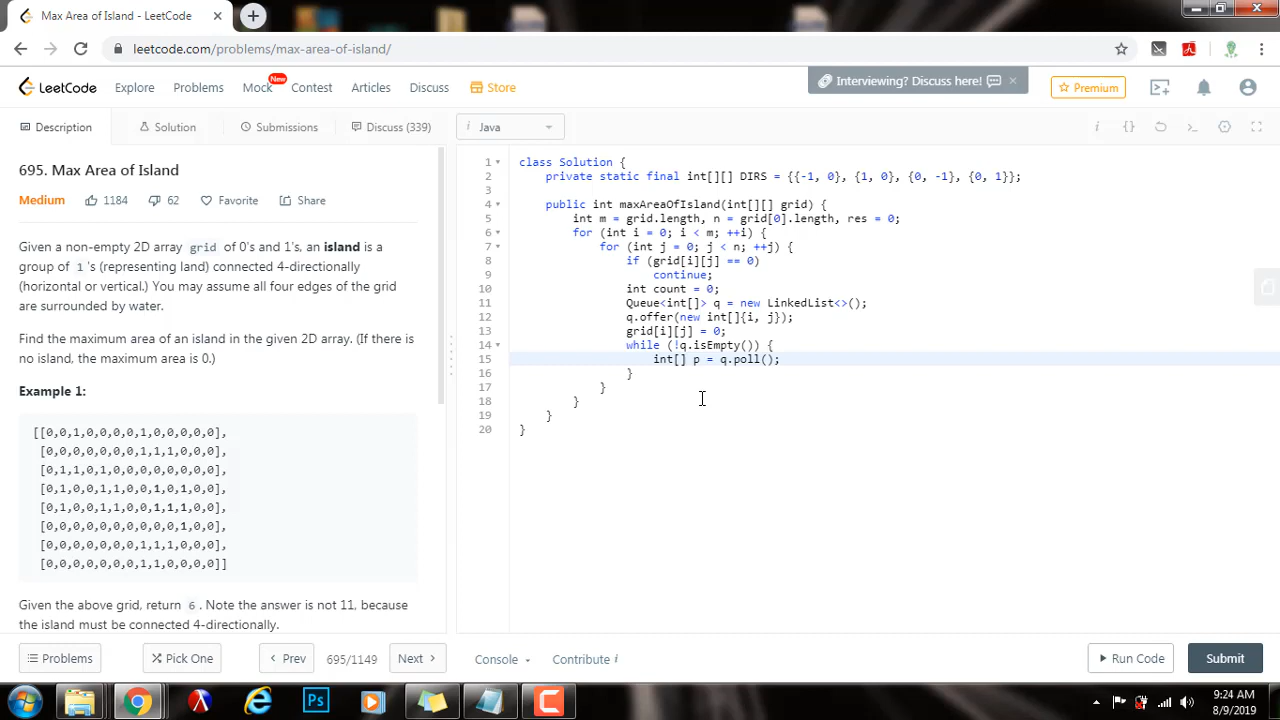 Max Area of Island - LeetCode ×
leetcode.com/problems/max-area-of-island/
LeetCode Explore Problems Mock New Contest Articles Discuss Store Interviewing? Discuss here! × Premium
Description Solution Submissions Discuss (339) i Java i {}
695. Max Area of Island
Medium 1184 62 Favorite Share
Given a non-empty 2D array grid of 0's and 1's, an island is a
group of 1's (representing land) connected 4-directionally
(horizontal or vertical.) You may assume all four edges of the grid
are surrounded by water.
Find the maximum area of an island in the given 2D array. (If there
is no island, the maximum area is 0.)
Example 1:
[[0,0,1,0,0,0,0,1,0,0,0,0,0],
[0,0,0,0,0,0,0,1,1,1,0,0,0],
[0,1,1,0,1,0,0,0,0,0,0,0,0],
[0,1,0,0,1,1,0,0,1,0,1,0,0],
[0,1,0,0,1,1,0,0,1,1,1,0,0],
[0,0,0,0,0,0,0,0,0,0,1,0,0],
[0,0,0,0,0,0,0,1,1,1,0,0,0],
[0,0,0,0,0,0,0,1,1,0,0,0,0]]
Given the above grid, return 6. Note the answer is not 11, because
the island must be connected 4-directionally.
1 class Solution {
2 private static final int[][] DIRS = {{-1, 0}, {1, 0}, {0, -1}, {0, 1}};
3
4 public int maxAreaOfIsland(int[][] grid) {
5 int m = grid.length, n = grid[0].length, res = 0;
6 for (int i = 0; i < m; ++i) {
7 for (int j = 0; j < n; ++j) {
8 if (grid[i][j] == 0)
9 continue;
10 int count = 0;
11 Queue<int[]> q = new LinkedList<>();
12 q.offer(new int[]{i, j});
13 grid[i][j] = 0;
14 while (!q.isEmpty()) {
15 int[] p = q.poll();
16 }
17 }
18 }
19 }
20 }
Problems Pick One Prev 695/1149 Next Console Contribute i Run Code Submit
Ps
9:24 AM
8/9/2019